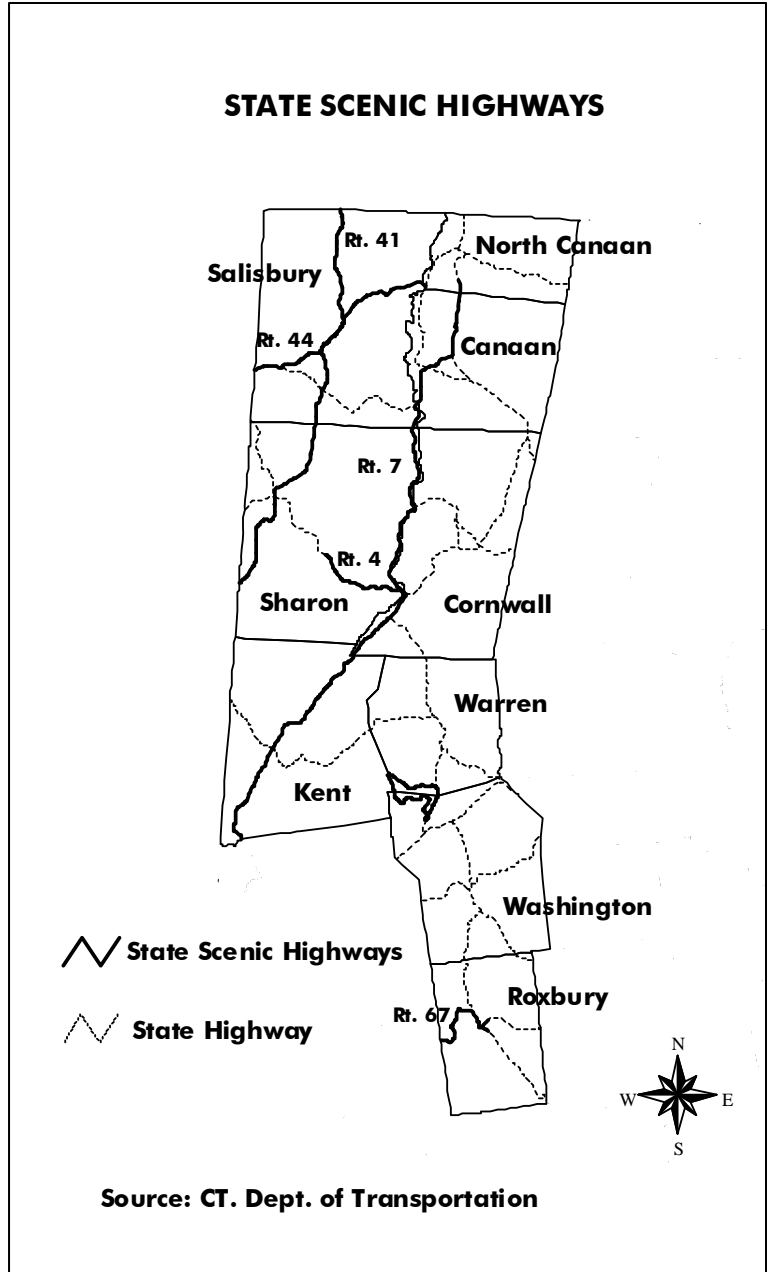 STATE SCENIC HIGHWAYS
Rt. 41
North Canaan
Salisbury
Rt. 44
Canaan
Rt. 7
Rt. 4
Sharon
Cornwall
Warren
Kent
Washington
State Scenic Highways
Roxbury
Rt. 67
State Highway
N
W
E
S
Source: CT. Dept. of Transportation